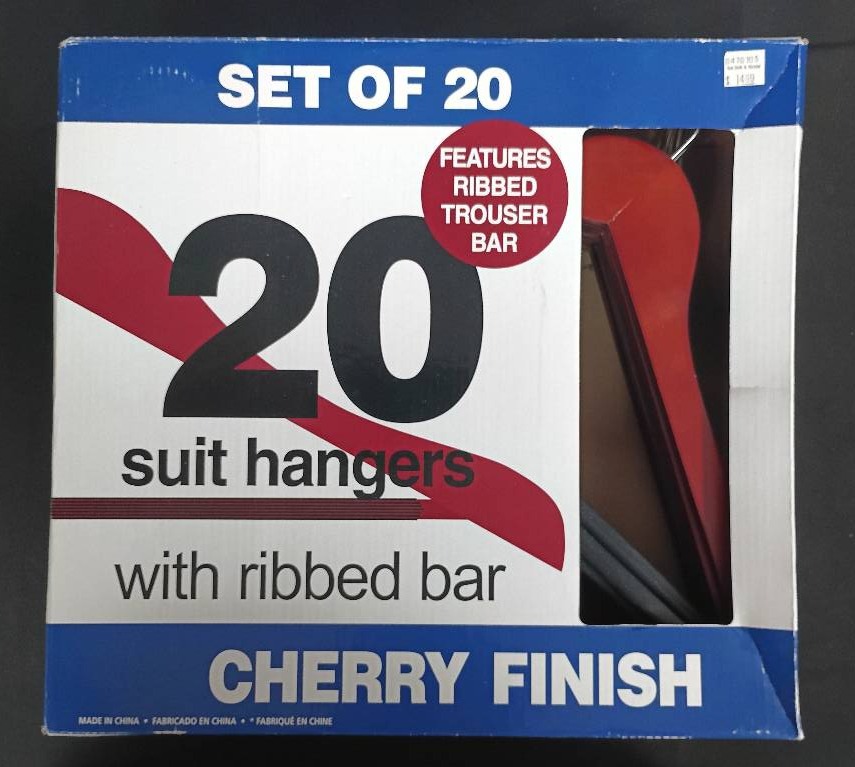 SET OF 20
$ 1499
FEATURES
RIBBED
TROUSER
BAR
20
suit hangers
with ribbed bar
CHERRY FINISH
MADE IN CHINA • FABRICADO EN CHINA • * FABRIQUÉ EN CHINE